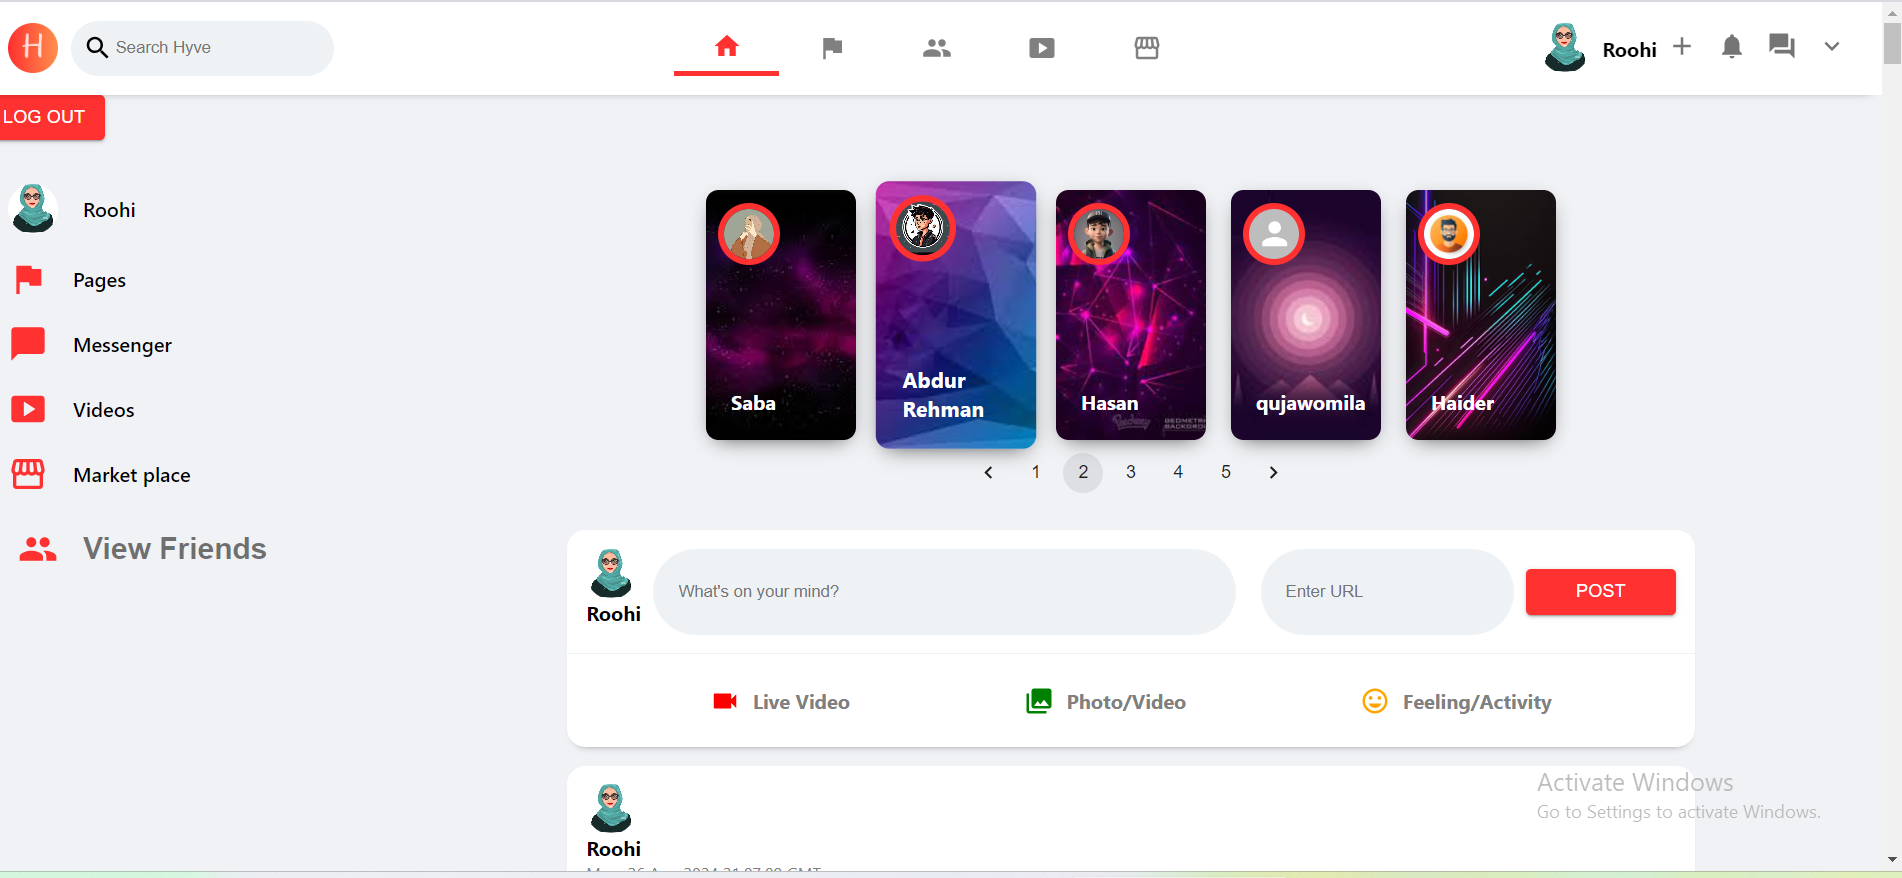 H
Search Hyve
Roohi
LOG OUT
Roohi
Pages
Messenger
Videos
Market place
View Friends
Saba
Abdur
Rehman
Hasan
qujawomila
Haider
1 2 3 4 5
Roohi
What's on your mind?
Enter URL
POST
Live Video
Photo/Video
Feeling/Activity
Roohi
Activate Windows
Go to Settings to activate Windows.